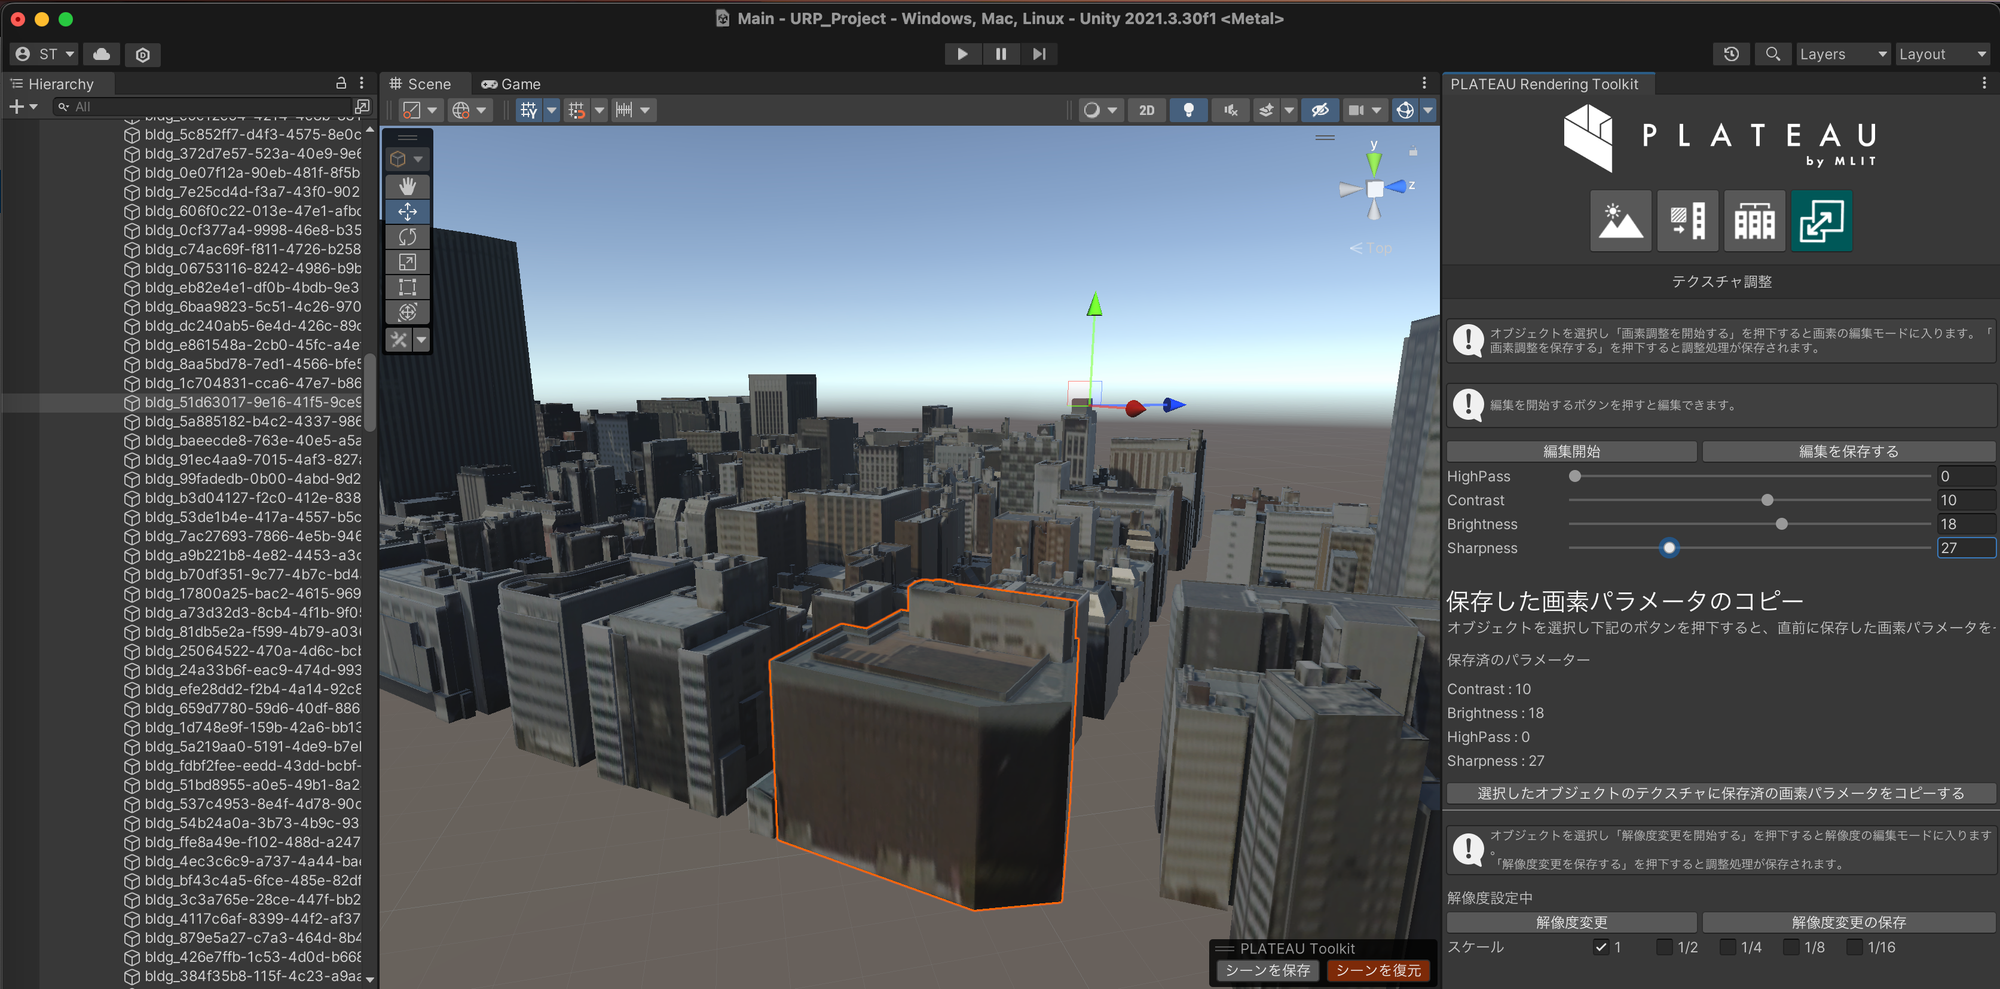 Main - URP_Project - Windows, Mac, Linux - Unity 2021.3.30f1 <Metal>
ST
Layers
Layout
Hierarchy
All
bldg_5c852ff7-d4f3-4575-8e0c
bldg_372d7e57-523a-40e9-9e6
bldg_0e07f12a-90eb-481f-8f5b
bldg_7e25cd4d-f3a7-43f0-902
bldg_606f0c22-013e-47e1-afbc
bldg_0cf377a4-9998-46e8-b35
bldg_c74ac69f-f811-4726-b258
bldg_06753116-8242-4986-b9b
bldg_eb82e4e1-df0b-4bdb-9e3
bldg_6baa9823-5c51-4c26-970
bldg_dc240ab5-6e4d-426c-89c
bldg_e861548a-2cb0-45fc-a4e
bldg_8aa5bd78-7ed1-4566-bfe5
bldg_1c704831-cca6-47e7-b86
bldg_51d63017-9e16-41f5-9ce9
bldg_5a885182-b4c2-4337-986
bldg_baeecde8-763e-40e5-a5a
bldg_91ec4aa9-7015-4af3-827
bldg_99fadedb-0b00-4abd-9d2
bldg_b3d04127-f2c0-412e-838
bldg_53de1b4e-417a-4557-b5c
bldg_7ac27693-7866-4e5b-946
bldg_a9b221b8-4e82-4453-a3c
bldg_b70df351-9c77-4b7c-bd4
bldg_17800a25-bac2-4615-969
bldg_a73d32d3-8cb4-4f1b-9f0
bldg_81db5e2a-f599-4b79-a03
bldg_25064522-470a-4d6c-bcb
bldg_24a33b6f-eac9-474d-993
bldg_efe28dd2-f2b4-4a14-92c8
bldg_659d7780-59d6-40df-886
bldg_1d748e9f-159b-42a6-bb13
bldg_5a219aa0-5191-4de9-b7e
bldg_fdbf2fee-eedd-43dd-bcbf-
bldg_51bd8955-a0e5-49b1-8a2
bldg_537c4953-8e4f-4d78-90c
bldg_54b24a0a-3b73-4b9c-93
bldg_ffe8a49e-f102-488d-a247
bldg_4ec3c6c9-a737-4a44-bae
bldg_bf43c4a5-6fce-485e-82df
bldg_3c3a765e-28ce-447f-bb2
bldg_4117c6af-8399-44f2-af37
bldg_879e5a27-c7a3-464d-8b4
bldg_426e7ffb-1c53-4d0d-b668
bldg_384f35b8-115f-4c23-a9aa
Scene
Game
2D
y
z
Top
PLATEAU Toolkit
シーンを保存
シーンを復元
PLATEAU Rendering Toolkit
PLATEAU
by MLIT
テクスチャ調整
オブジェクトを選択し「画素調整を開始する」を押下すると画素の編集モードに入ります。「
画素調整を保存する」を押下すると調整処理が保存されます。
編集を開始するボタンを押すと編集できます。
編集開始
編集を保存する
HighPass 0
Contrast 10
Brightness 18
Sharpness 27
保存した画素パラメータのコピー
オブジェクトを選択し下記のボタンを押下すると、直前に保存した画素パラメータを
保存済のパラメーター
Contrast : 10
Brightness : 18
HighPass : 0
Sharpness : 27
選択したオブジェクトのテクスチャに保存済の画素パラメータをコピーする
オブジェクトを選択し「解像度変更を開始する」を押下すると解像度の編集モードに入ります
。
「解像度変更を保存する」を押下すると調整処理が保存されます。
解像度設定中
解像度変更
解像度変更の保存
スケール 1 1/2 1/4 1/8 1/16